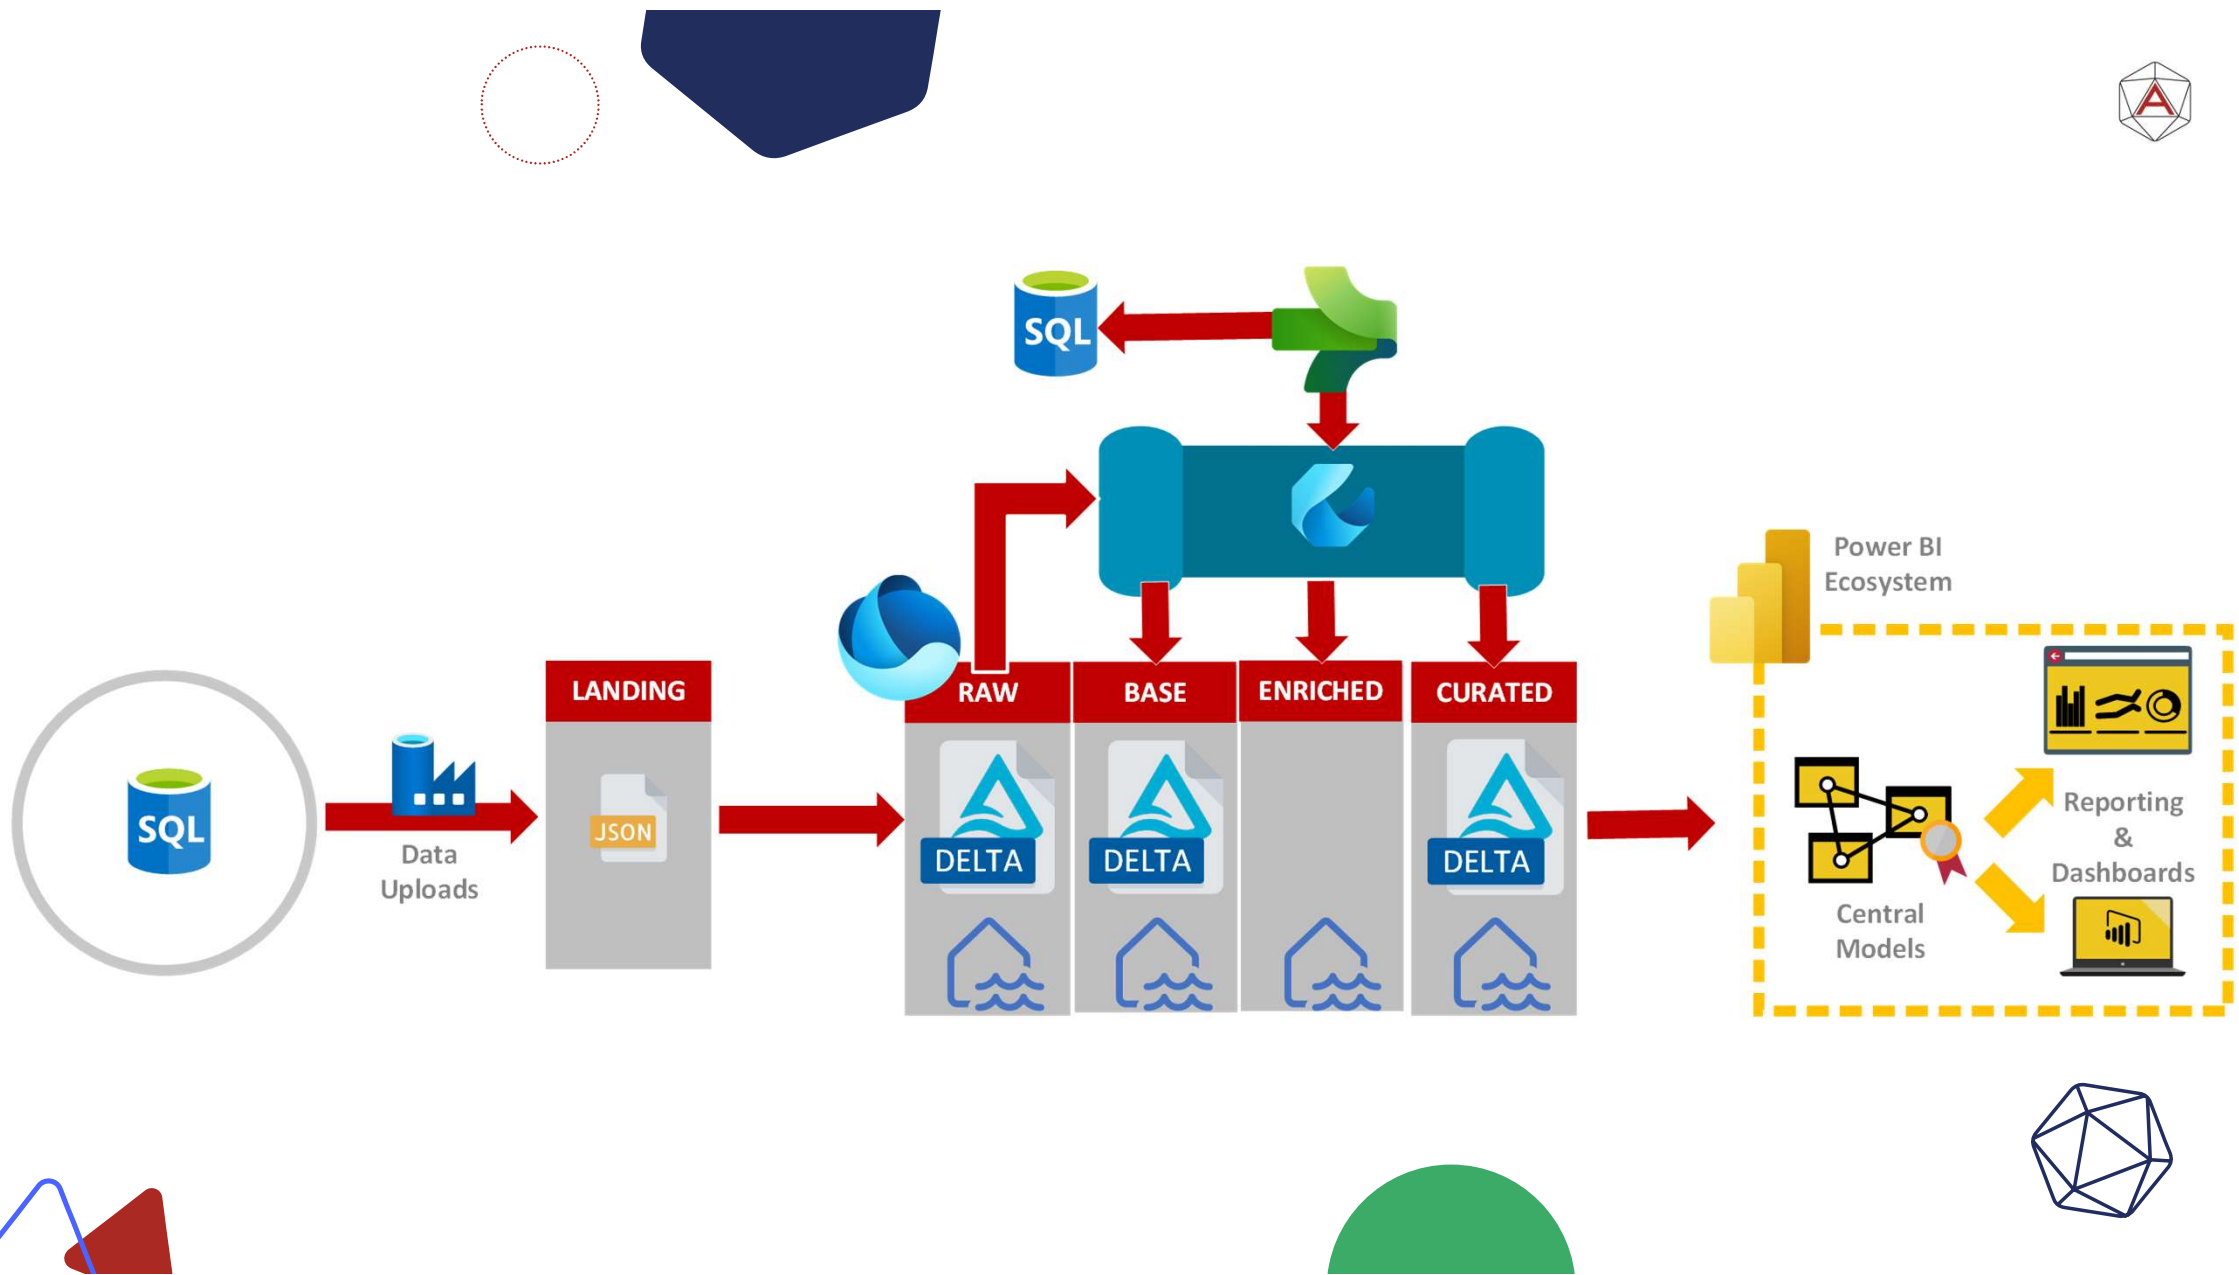 SQL
SQL
Data
Uploads
LANDING
JSON
RAW
DELTA
BASE
DELTA
ENRICHED
CURATED
DELTA
Power BI
Ecosystem
Central
Models
Reporting
&
Dashboards
A